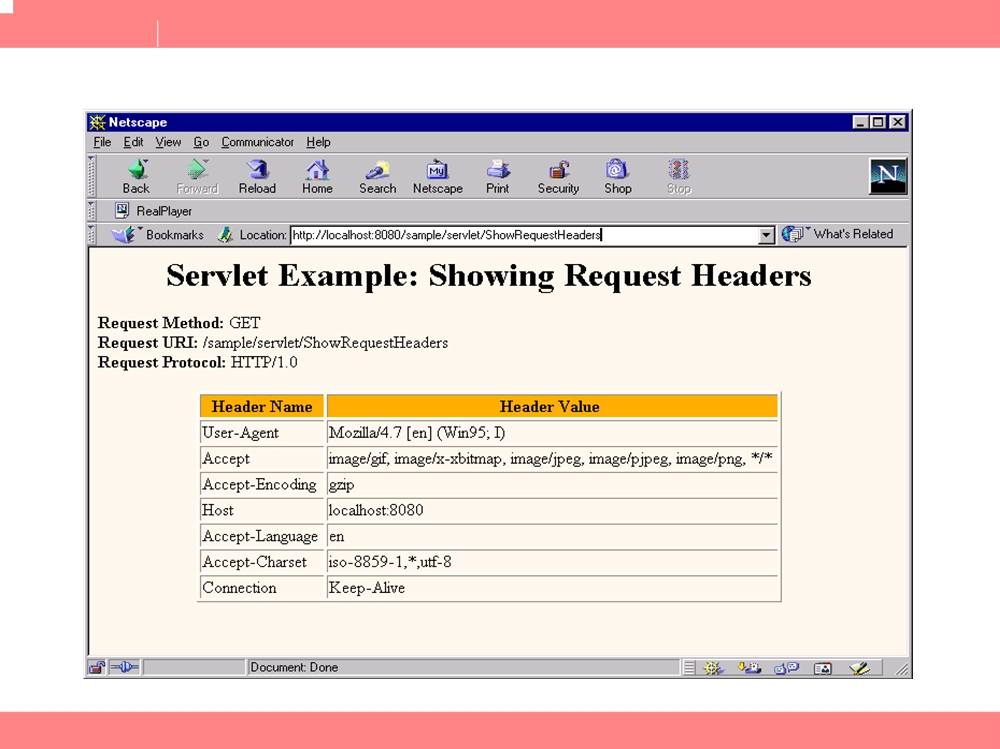 Netscape
File Edit View Go Communicator Help
Back Forward Reload Home Search Netscape Print Security Shop Stop
My
N
RealPlayer
Bookmarks Location: http://localhost:8080/sample/servlet/ShowRequestHeaders What's Related
Servlet Example: Showing Request Headers
Request Method: GET
Request URI: /sample/servlet/ShowRequestHeaders
Request Protocol: HTTP/1.0
Header Name Header Value
User-Agent Mozilla/4.7 [en] (Win95; I)
Accept image/gif, image/x-xbitmap, image/jpeg, image/pjpeg, image/png, */*
Accept-Encoding gzip
Host localhost:8080
Accept-Language en
Accept-Charset iso-8859-1,*,utf-8
Connection Keep-Alive
Document: Done